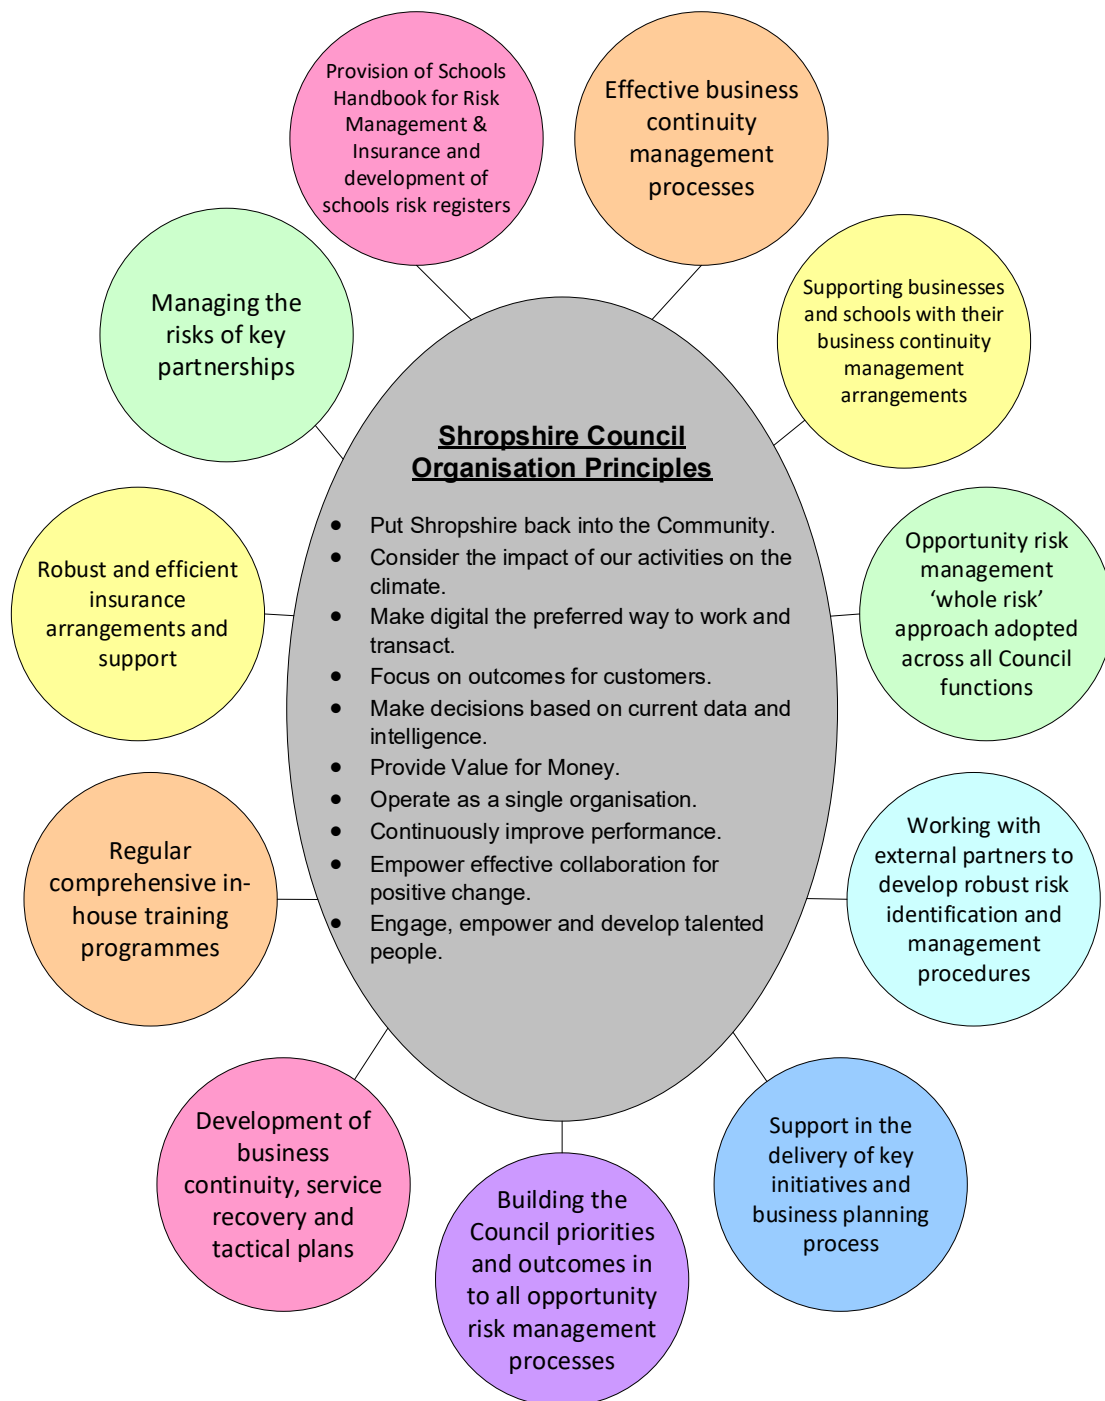 Provision of Schools
Handbook for Risk
Management &
Insurance and
development of
schools risk registers
Effective business
continuity
management
processes
Managing the
risks of key
partnerships
Supporting businesses
and schools with their
business continuity
management
arrangements
Shropshire Council
Organisation Principles
● Put Shropshire back into the Community.
● Consider the impact of our activities on the
climate.
● Make digital the preferred way to work and
transact.
● Focus on outcomes for customers.
● Make decisions based on current data and
intelligence.
● Provide Value for Money.
● Operate as a single organisation.
● Continuously improve performance.
● Empower effective collaboration for
positive change.
● Engage, empower and develop talented
people.
Robust and efficient
insurance
arrangements and
support
Opportunity risk
management
‘whole risk’
approach adopted
across all Council
functions
Regular
comprehensive in-
house training
programmes
Working with
external partners to
develop robust risk
identification and
management
procedures
Development of
business
continuity, service
recovery and
tactical plans
Building the
Council priorities
and outcomes in
to all opportunity
risk management
processes
Support in the
delivery of key
initiatives and
business planning
process